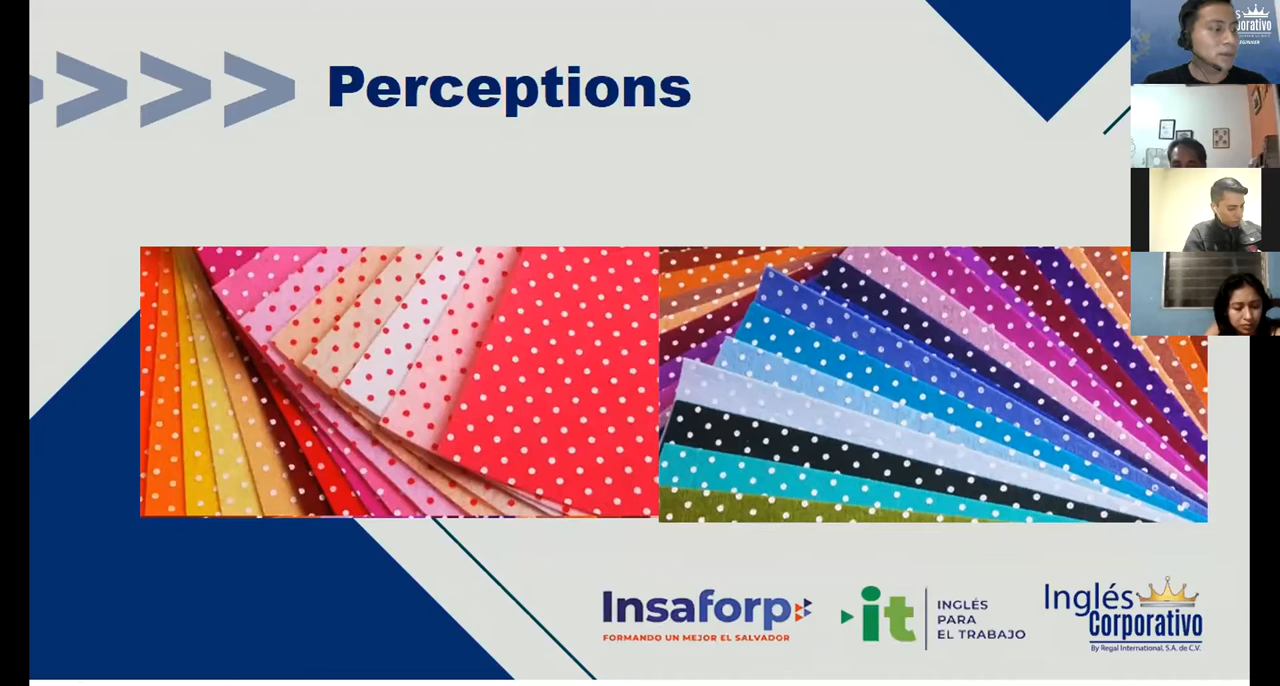 Perceptions
Insaforp
FORMANDO UN MEJOR EL SALVADOR
it
INGLÉS
PARA
EL TRABAJO
Inglés
Corporativo
By Regal International, S.A. de C.V.